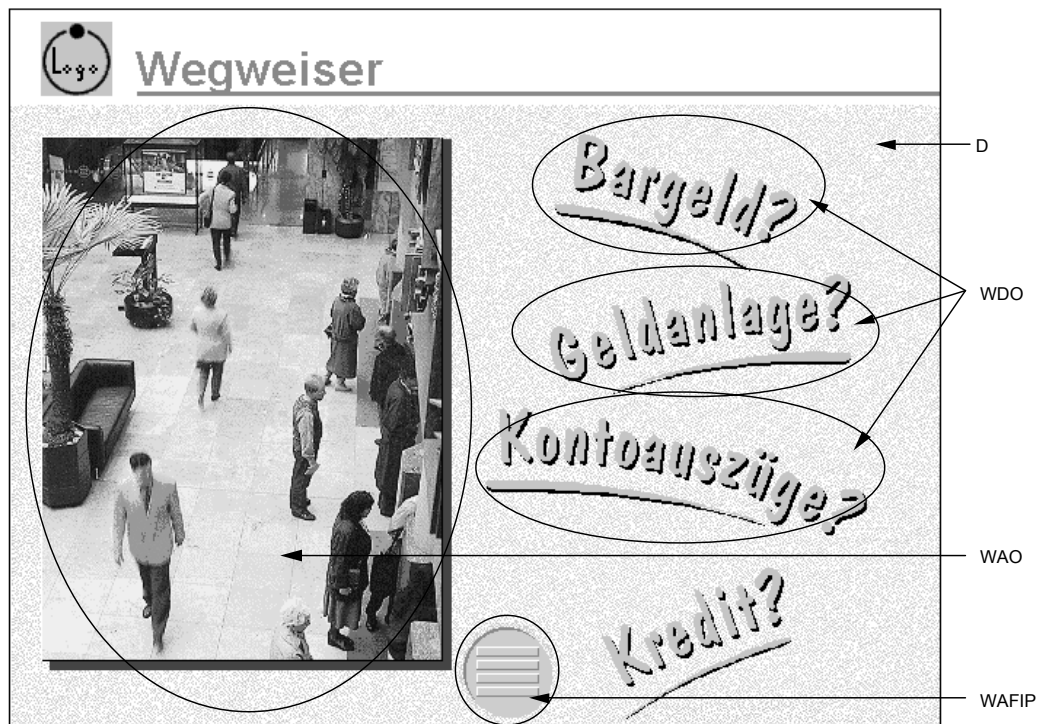 Logo
Wegweiser
Bargeld?
D
WDO
Geldanlage?
Kontoauszüge?
WAO
Kredit?
WAFIP